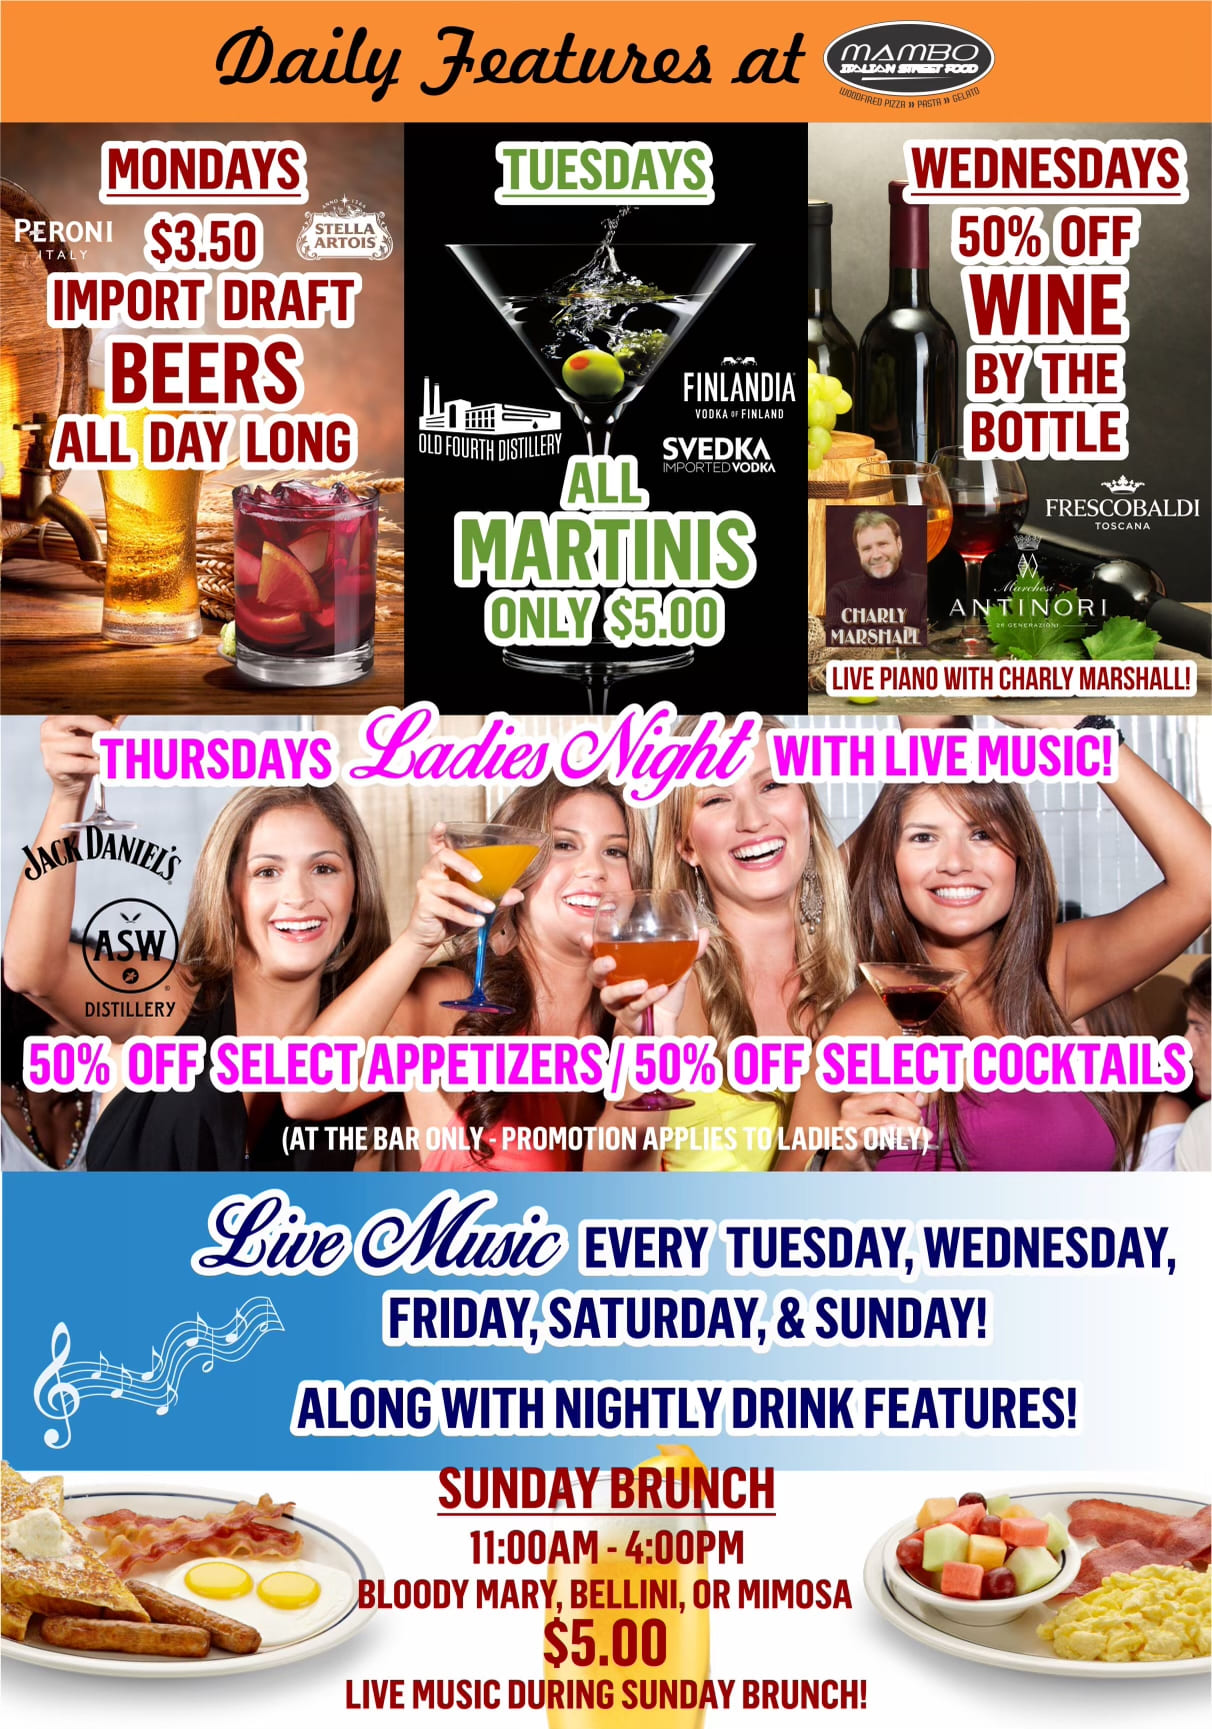 Daily Features at
MAMBO
ITALIAN STREET FOOD
WOODFIRED PIZZA » PASTA » GELATO
MONDAYS
PERONI
ITALY
ANNO 1366
STELLA
ARTOIS
$3.50
IMPORT DRAFT
BEERS
ALL DAY LONG
TUESDAYS
OLD FOURTH DISTILLERY
FINLANDIA
VODKA OF FINLAND
SVEDKA
IMPORTED VODKA
ALL
MARTINIS
ONLY $5.00
WEDNESDAYS
50% OFF
WINE
BY THE
BOTTLE
FRESCOBALDI
TOSCANA
Marchesi
ANTINORI
26 GENERAZIONI
CHARLY
MARSHALL
LIVE PIANO WITH CHARLY MARSHALL!
THURSDAYS Ladies Night WITH LIVE MUSIC!
JACK DANIEL'S
ASW
DISTILLERY
50% OFF SELECT APPETIZERS / 50% OFF SELECT COCKTAILS
(AT THE BAR ONLY - PROMOTION APPLIES TO LADIES ONLY)
Live Music EVERY TUESDAY, WEDNESDAY,
FRIDAY, SATURDAY, & SUNDAY!
ALONG WITH NIGHTLY DRINK FEATURES!
SUNDAY BRUNCH
11:00AM - 4:00PM
BLOODY MARY, BELLINI, OR MIMOSA
$5.00
LIVE MUSIC DURING SUNDAY BRUNCH!